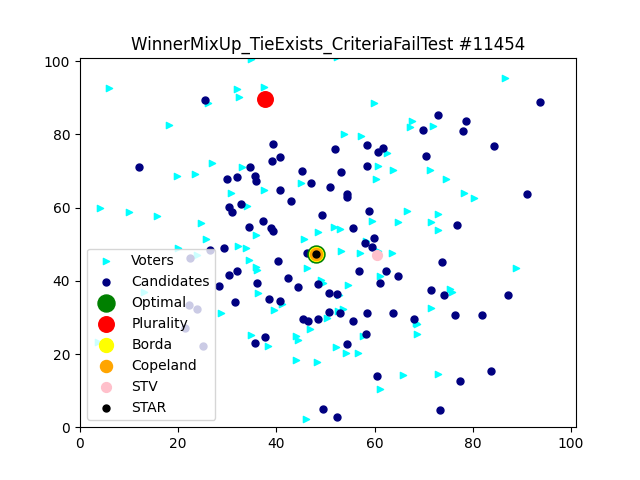 WinnerMixUp_TieExists_CriteriaFailTest #11454
100
80
60
40
20
0
Voters
Candidates
Optimal
Plurality
Borda
Copeland
STV
STAR
0 20 40 60 80 100